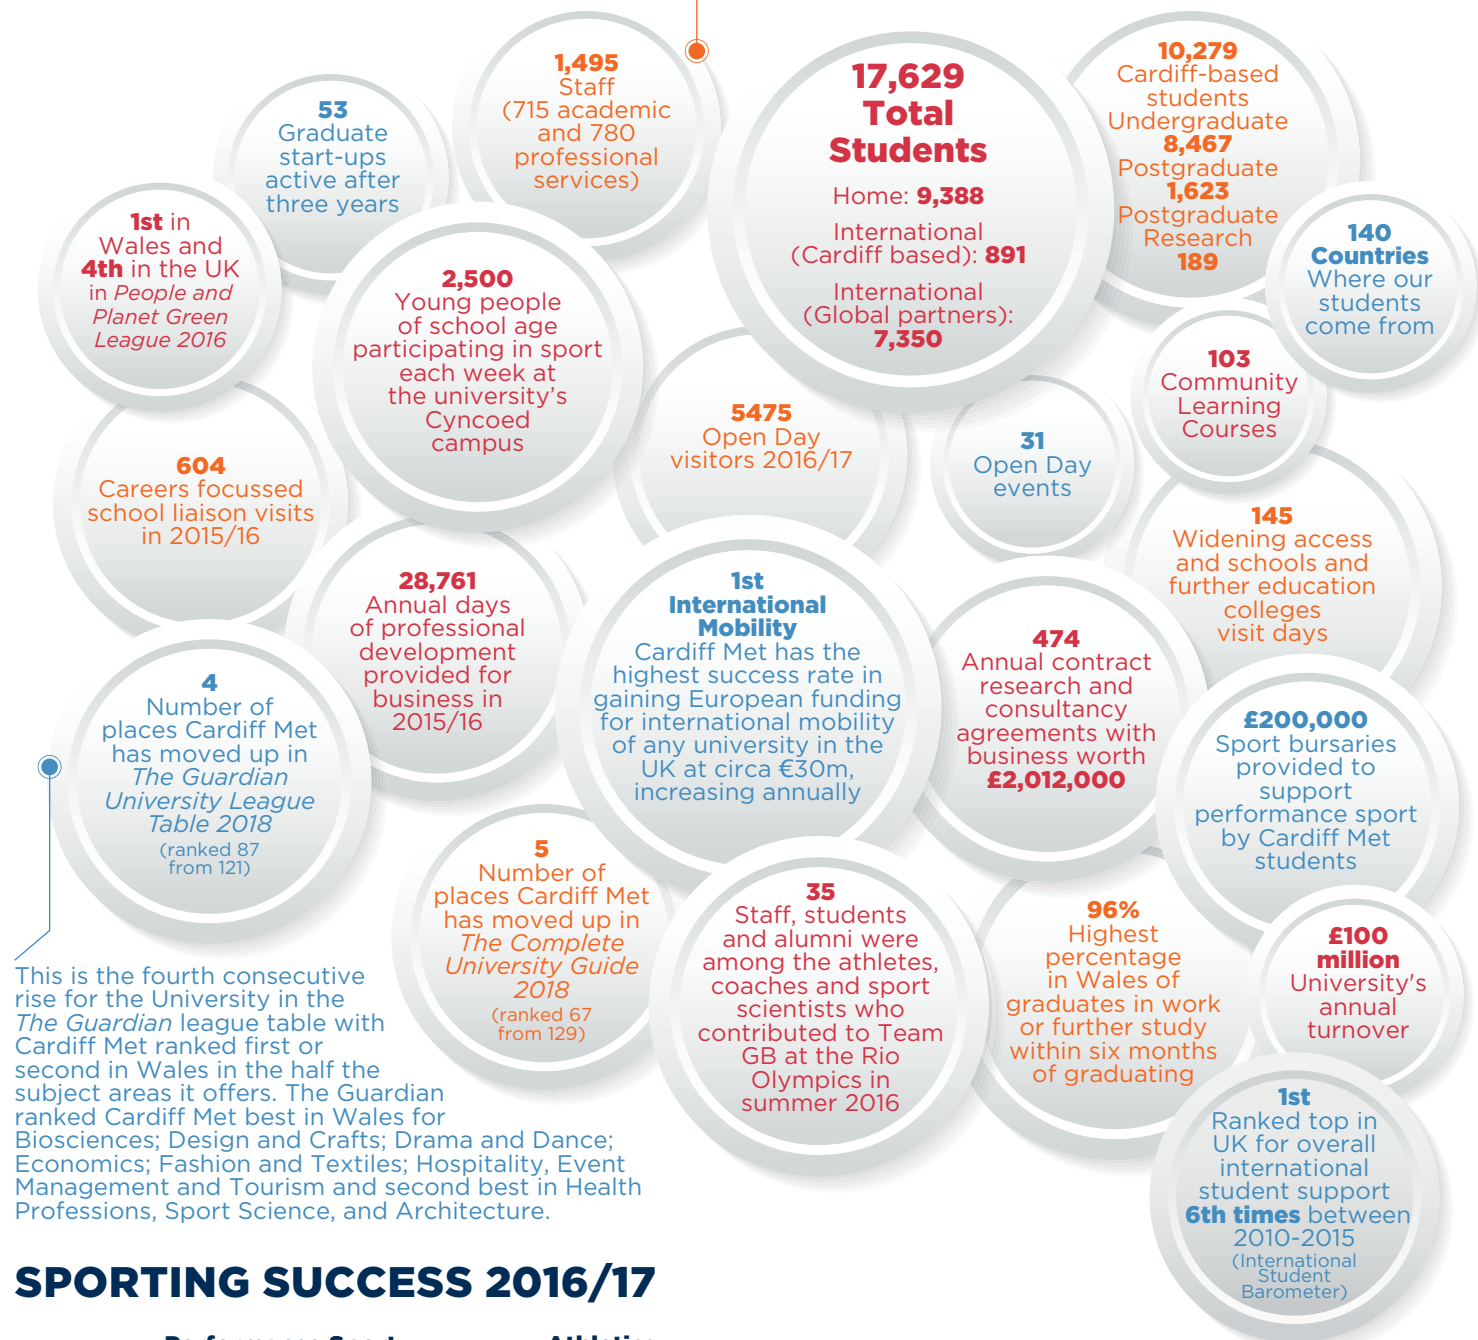 1,495
Staff
(715 academic
and 780
professional
services)
17,629
Total
Students
Home: 9,388
International
(Cardiff based): 891
International
(Global partners):
7,350
10,279
Cardiff-based
students
Undergraduate
8,467
Postgraduate
1,623
Postgraduate
Research
189
53
Graduate
start-ups
active after
three years
1st in
Wales and
4th in the UK
in People and
Planet Green
League 2016
2,500
Young people
of school age
participating in sport
each week at
the university's
Cyncoed
campus
140
Countries
Where our
students
come from
103
Community
Learning
Courses
5475
Open Day
visitors 2016/17
31
Open Day
events
604
Careers focussed
school liaison visits
in 2015/16
145
Widening access
and schools and
further education
colleges
visit days
28,761
Annual days
of professional
development
provided for
business in
2015/16
1st
International
Mobility
Cardiff Met has the
highest success rate in
gaining European funding
for international mobility
of any university in the
UK at circa €30m,
increasing annually
474
Annual contract
research and
consultancy
agreements with
business worth
£2,012,000
4
Number of
places Cardiff Met
has moved up in
The Guardian
University League
Table 2018
(ranked 87
from 121)
£200,000
Sport bursaries
provided to
support
performance sport
by Cardiff Met
students
5
Number of
places Cardiff Met
has moved up in
The Complete
University Guide
2018
(ranked 67
from 129)
35
Staff, students
and alumni were
among the athletes,
coaches and sport
scientists who
contributed to Team
GB at the Rio
Olympics in
summer 2016
96%
Highest
percentage
in Wales of
graduates in work
or further study
within six months
of graduating
£100
million
University's
annual
turnover
1st
Ranked top in
UK for overall
international
student support
6th times between
2010-2015
(International
Student
Barometer)
This is the fourth consecutive
rise for the University in the
The Guardian league table with
Cardiff Met ranked first or
second in Wales in the half the
subject areas it offers. The Guardian
ranked Cardiff Met best in Wales for
Biosciences; Design and Crafts; Drama and Dance;
Economics; Fashion and Textiles; Hospitality, Event
Management and Tourism and second best in Health
Professions, Sport Science, and Architecture.
SPORTING SUCCESS 2016/17
Performance Sport
Athletics